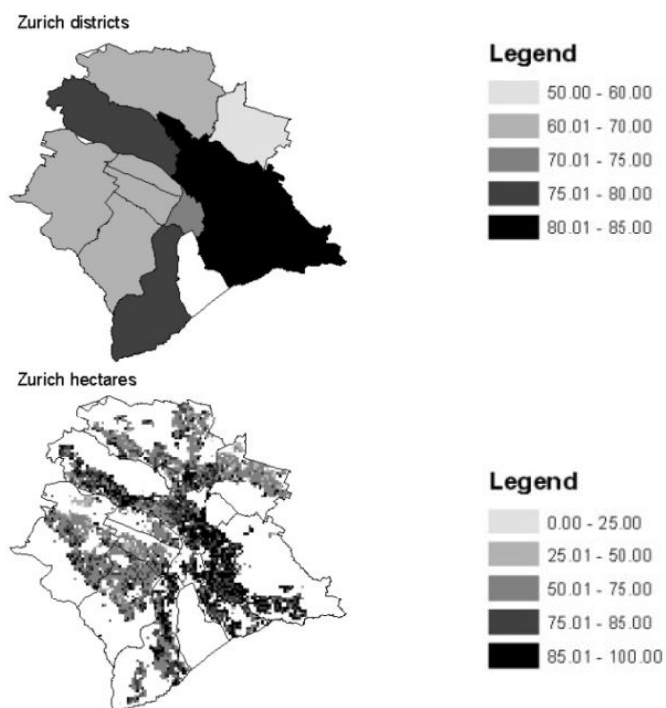 Zurich districts
Legend
50.00 - 60.00
60.01 - 70.00
70.01 - 75.00
75.01 - 80.00
80.01 - 85.00
Zurich hectares
Legend
0.00 - 25.00
25.01 - 50.00
50.01 - 75.00
75.01 - 85.00
85.01 - 100.00